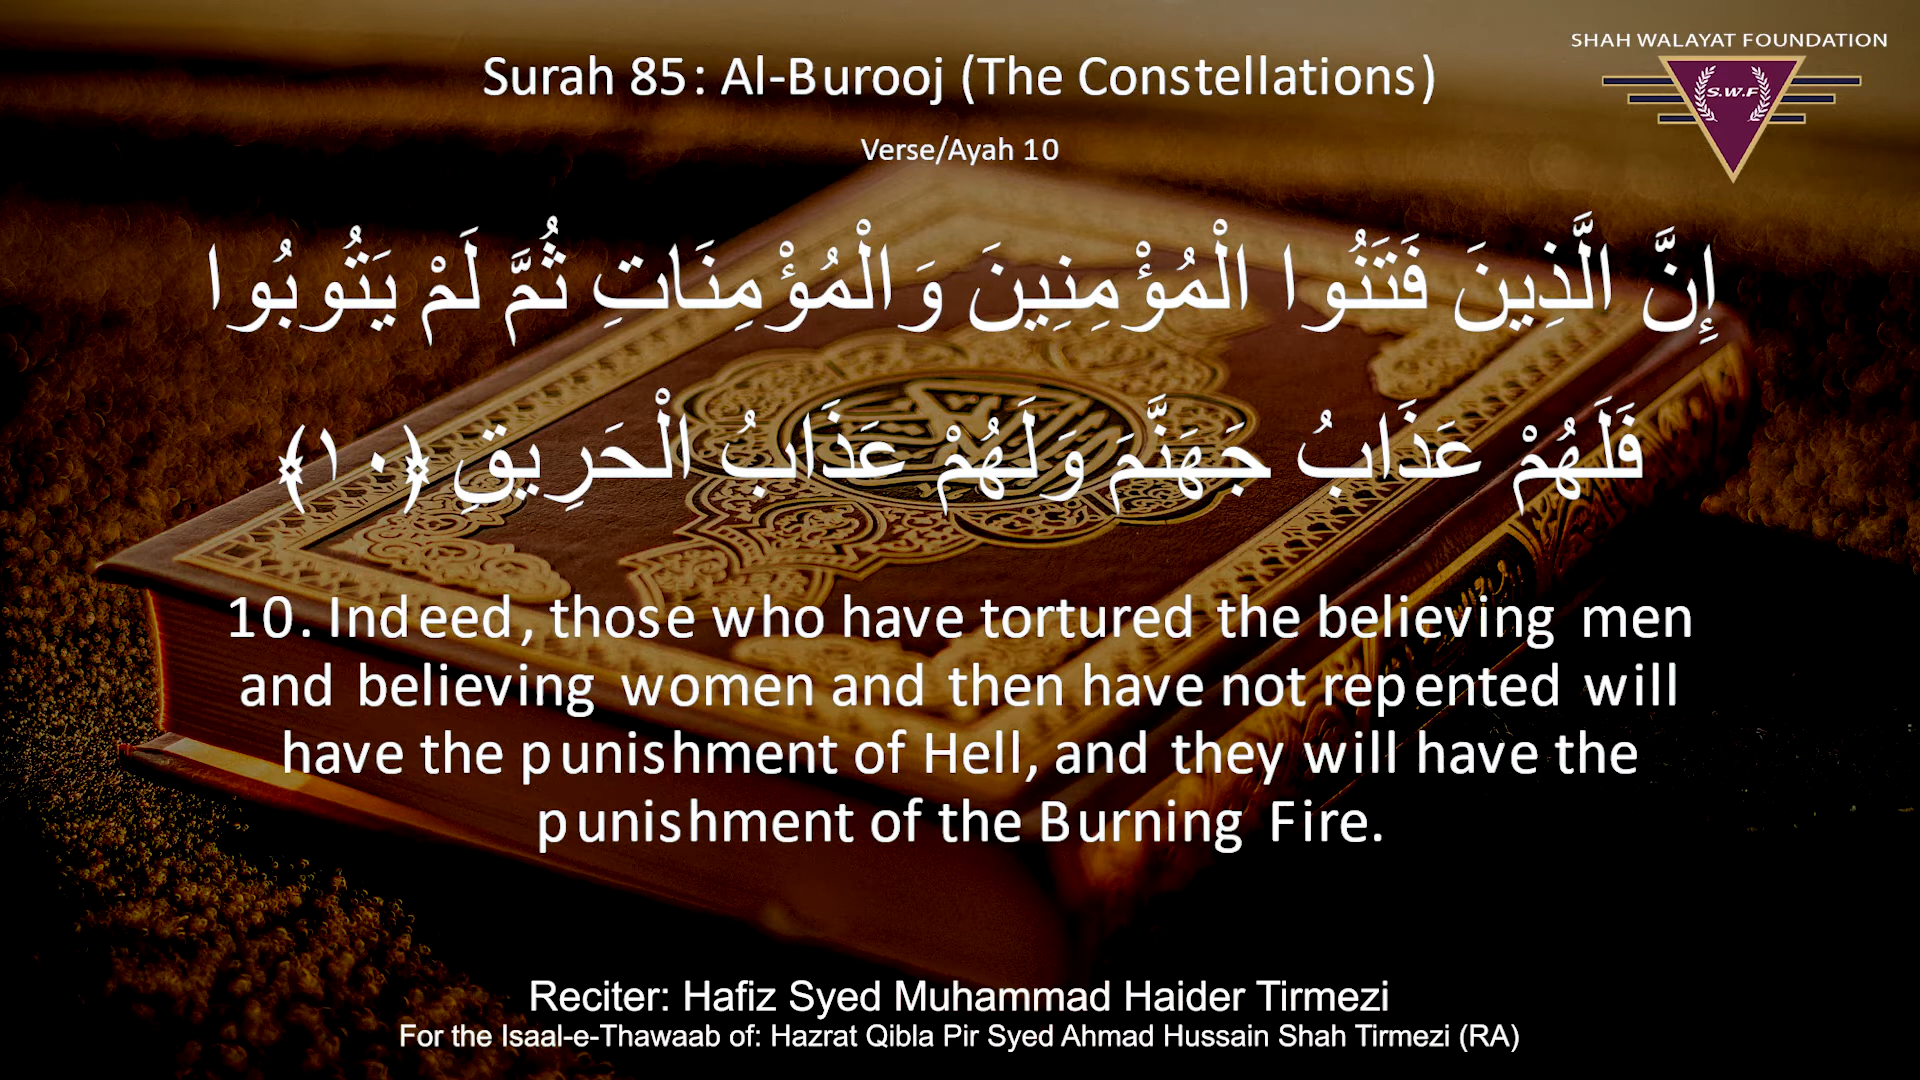 SHAH WALAYAT FOUNDATION
S.W.F
Surah 85: Al-Burooj (The Constellations)
Verse/Ayah 10
إِنَّ الَّذِينَ فَتَنُوا الْمُؤْمِنِينَ وَالْمُؤْمِنَاتِ ثُمَّ لَمْ يَتُوبُوا
فَلَهُمْ عَذَابُ جَهَنَّمَ وَلَهُمْ عَذَابُ الْحَرِيقِ ﴿١٠﴾
10. Indeed, those who have tortured the believing men
and believing women and then have not repented will
have the punishment of Hell, and they will have the
punishment of the Burning Fire.
Reciter: Hafiz Syed Muhammad Haider Tirmezi
For the Isaal-e-Thawaab of: Hazrat Qibla Pir Syed Ahmad Hussain Shah Tirmezi (RA)